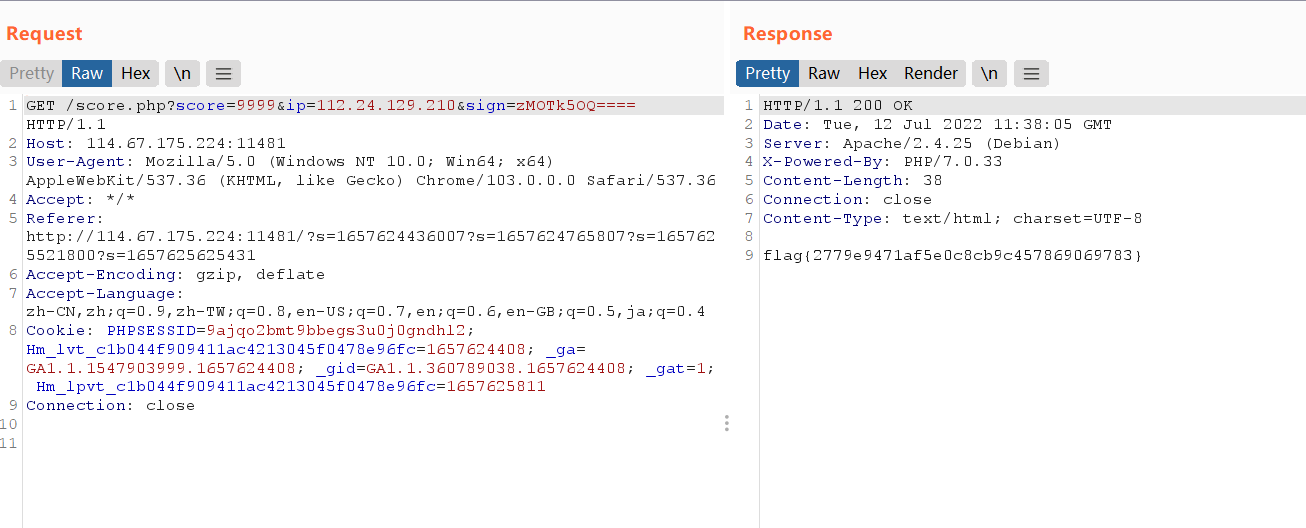 Request
Pretty Raw Hex \n
1 GET /score.php?score=9999&ip=112.24.129.210&sign=zMOTk5OQ====
HTTP/1.1
2 Host: 114.67.175.224:11481
3 User-Agent: Mozilla/5.0 (Windows NT 10.0; Win64; x64)
AppleWebKit/537.36 (KHTML, like Gecko) Chrome/103.0.0.0 Safari/537.36
4 Accept: */*
5 Referer:
http://114.67.175.224:11481/?s=1657624436007?s=1657624765807?s=165762
5521800?s=1657625625431
6 Accept-Encoding: gzip, deflate
7 Accept-Language:
zh-CN,zh;q=0.9,zh-TW;q=0.8,en-US;q=0.7,en;q=0.6,en-GB;q=0.5,ja;q=0.4
8 Cookie: PHPSESSID=9ajqo2bmt9bbegs3u0j0gndhl2;
Hm_lvt_c1b044f909411ac4213045f0478e96fc=1657624408; _ga=
GA1.1.1547903999.1657624408; _gid=GA1.1.360789038.1657624408; _gat=1;
Hm_lpvt_c1b044f909411ac4213045f0478e96fc=1657625811
9 Connection: close
10
11
Response
Pretty Raw Hex Render \n
1 HTTP/1.1 200 OK
2 Date: Tue, 12 Jul 2022 11:38:05 GMT
3 Server: Apache/2.4.25 (Debian)
4 X-Powered-By: PHP/7.0.33
5 Content-Length: 38
6 Connection: close
7 Content-Type: text/html; charset=UTF-8
8
9 flag{2779e9471af5e0c8cb9c457869069783}